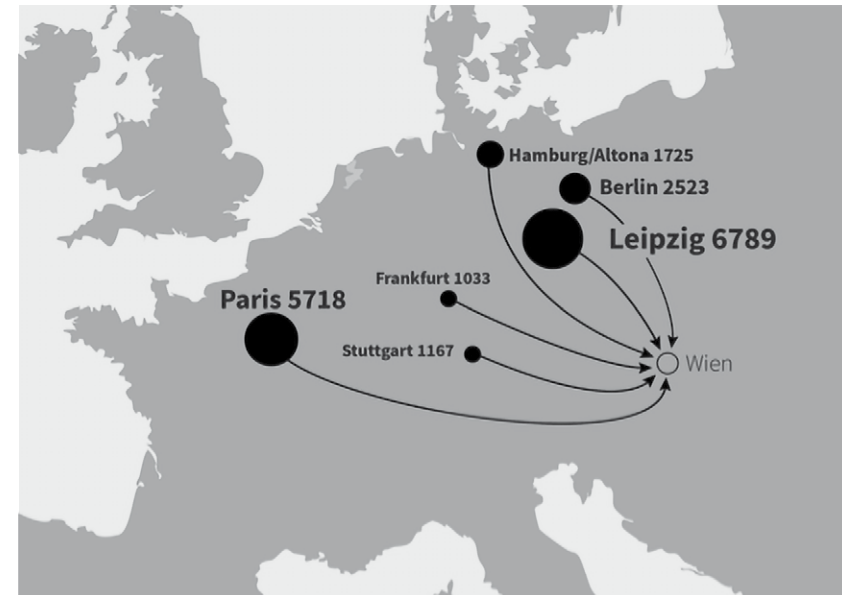 Hamburg/Altona 1725
Berlin 2523
Leipzig 6789
Frankfurt 1033
Paris 5718
Stuttgart 1167
Wien